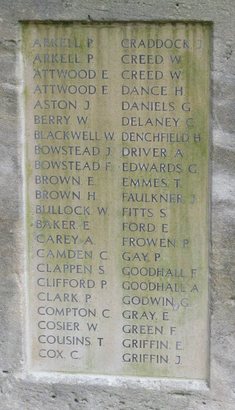 ARKELL P
ARKELL P
ATTWOOD E
ATTWOOD E
ASTON J
BERRY W
BLACKWELL W.
BOWSTEAD J
BOWSTEAD F
BROWN E
BROWN H
BULLOCK W
BAKER E
CAREY A
CAMDEN C
CLAPPEN S
CLIFFORD P
CLARK P
COMPTON C
COSIER W
COUSINS T
COX C
CRADDOCK J
CREED W
CREED W
DANCE H
DANIELS G
DELANEY C
DENCHFIELD H
DRIVER A
EDWARDS G
EMMES T
FAULKNER J
FITTS S
FORD E
FROWEN P
GAY P
GOODHALL F
GOODHALL A
GODWIN G
GRAY E
GREEN F
GRIFFIN E
GRIFFIN J